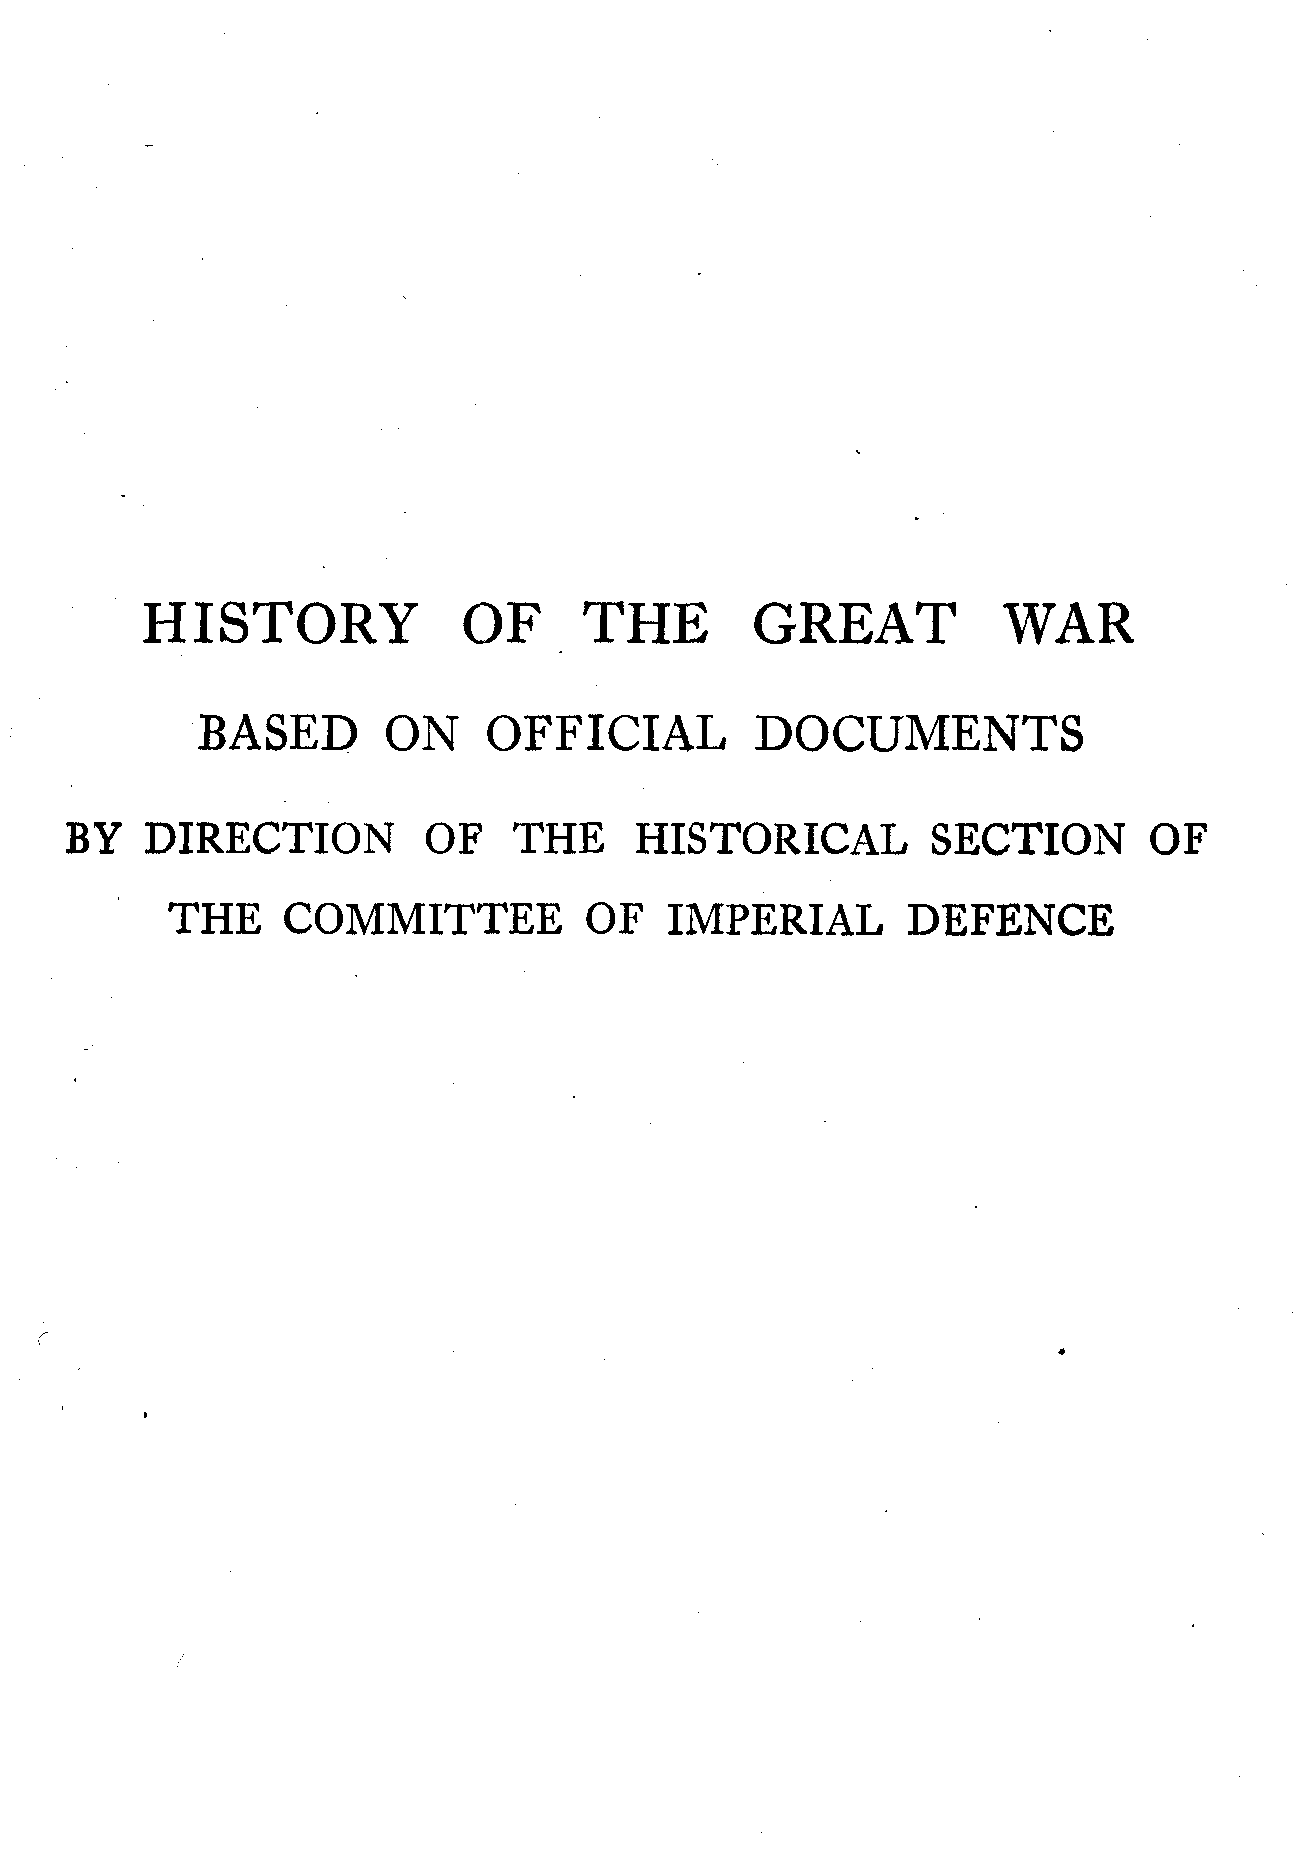 HISTORY OF THE GREAT WAR
BASED ON OFFICIAL DOCUMENTS
BY DIRECTION OF THE HISTORICAL SECTION OF
THE COMMITTEE OF IMPERIAL DEFENCE